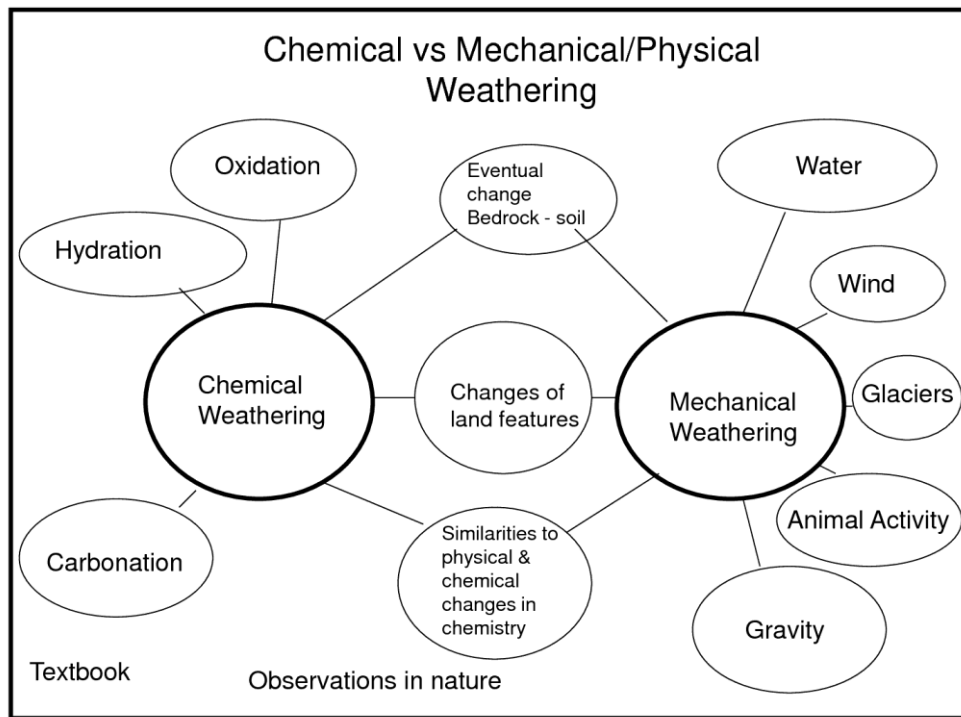 Chemical vs Mechanical/Physical
Weathering
Oxidation
Hydration
Eventual
change
Bedrock - soil
Water
Wind
Chemical
Weathering
Changes of
land features
Mechanical
Weathering
Glaciers
Animal Activity
Carbonation
Similarities to
physical &
chemical
changes in
chemistry
Gravity
Textbook
Observations in nature